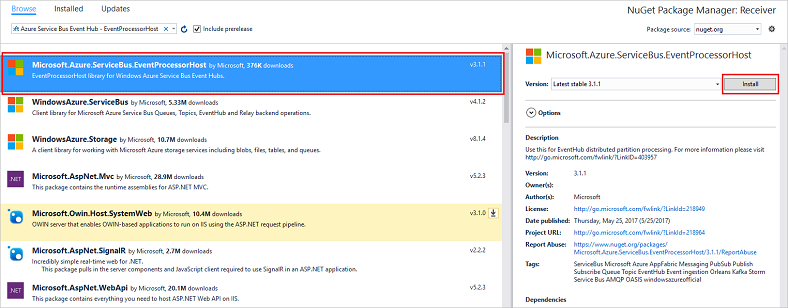 Browse Installed Updates
NuGet Package Manager: Receiver
Azure Service Bus Event Hub - EventProcessorHost
Include prerelease
Package source: nuget.org
Microsoft.Azure.ServiceBus.EventProcessorHost by Microsoft, 376K downloads v3.1.1
EventProcessorHost library for Windows Azure Service Bus Event Hubs.
WindowsAzure.ServiceBus by Microsoft, 5.33M downloads v4.1.2
Client library for Microsoft Azure Service Bus Queues, Topics, EventHub and Relay backend operations.
WindowsAzure.Storage by Microsoft, 10.7M downloads v8.1.4
A client library for working with Microsoft Azure storage services including blobs, files, tables, and queues.
.NET
Microsoft.AspNet.Mvc by Microsoft, 28.9M downloads v5.2.3
This package contains the runtime assemblies for ASP.NET MVC.
Microsoft.Owin.Host.SystemWeb by Microsoft, 10.4M downloads v3.1.0
OWIN server that enables OWIN-based applications to run on IIS using the ASP.NET request pipeline.
Microsoft.AspNet.SignalR by Microsoft, 2.7M downloads v2.2.2
Incredibly simple real-time web for .NET.
This package pulls in the server components and JavaScript client required to use SignalR in an ASP.NET application.
.NET
Microsoft.AspNet.WebApi by Microsoft, 20.1M downloads v5.2.3
This package contains everything you need to host ASP.NET Web API on IIS.
Microsoft.Azure.ServiceBus.EventProcessorHost
Version: Latest stable 3.1.1 Install
Options
Description
Use this for EventHub distributed partition processing. For more information please visit
http://go.microsoft.com/fwlink/?LinkID=403957
Version: 3.1.1
Owner(s):
Author(s): Microsoft
License: http://go.microsoft.com/fwlink/?LinkId=218949
Date published: Thursday, May 25, 2017 (5/25/2017)
Project URL: http://go.microsoft.com/fwlink/?LinkId=218964
Report Abuse: https://www.nuget.org/packages/
Microsoft.Azure.ServiceBus.EventProcessorHost/3.1.1/ReportAbuse
Tags: ServiceBus Microsoft Azure AppFabric Messaging PubSub Publish
Subscribe Queue Topic EventHub Event ingestion Orleans Kafka Storm
Service Bus AMQP OASIS windowsazureofficial
Dependencies